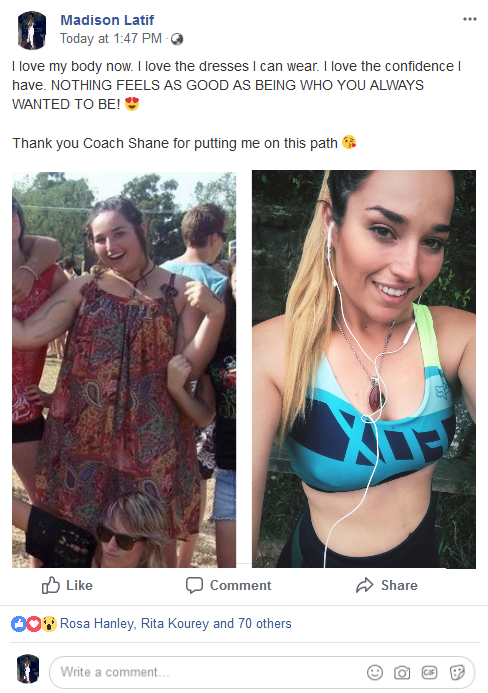 Madison Latif
Today at 1:47 PM ·
I love my body now. I love the dresses I can wear. I love the confidence I
have. NOTHING FEELS AS GOOD AS BEING WHO YOU ALWAYS
WANTED TO BE! 😍
Thank you Coach Shane for putting me on this path 😘
Like Comment Share
Rosa Hanley, Rita Kourey and 70 others
Write a comment...
GIF